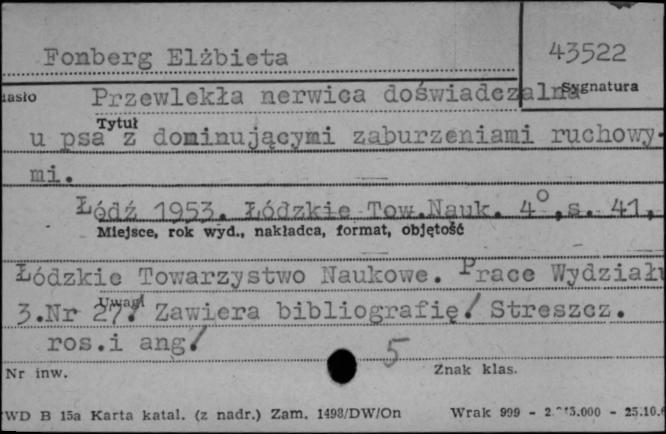 Fonberg Elżbieta
43522
asło
Sygnatura
Przewlekła nerwica doświadczalna
Tytuł
u psa z dominującymi zaburzeniami ruchowy.
mi.
Łódź 1953. Łódzkie Tow.Nauk. 4°, s. 41,
Miejsce, rok wyd., nakładca, format, objętość
Łódzkie Towarzystwo Naukowe. Prace Wydziału
Uwagi
3.Nr 27./ Zawiera bibliografię/ Streszcz.
ros.i ang/
5
Nr inw.
Znak klas.
WD B 15a Karta katal. (z nadr.) Zam. 1498/DW/On
Wrak 999 -